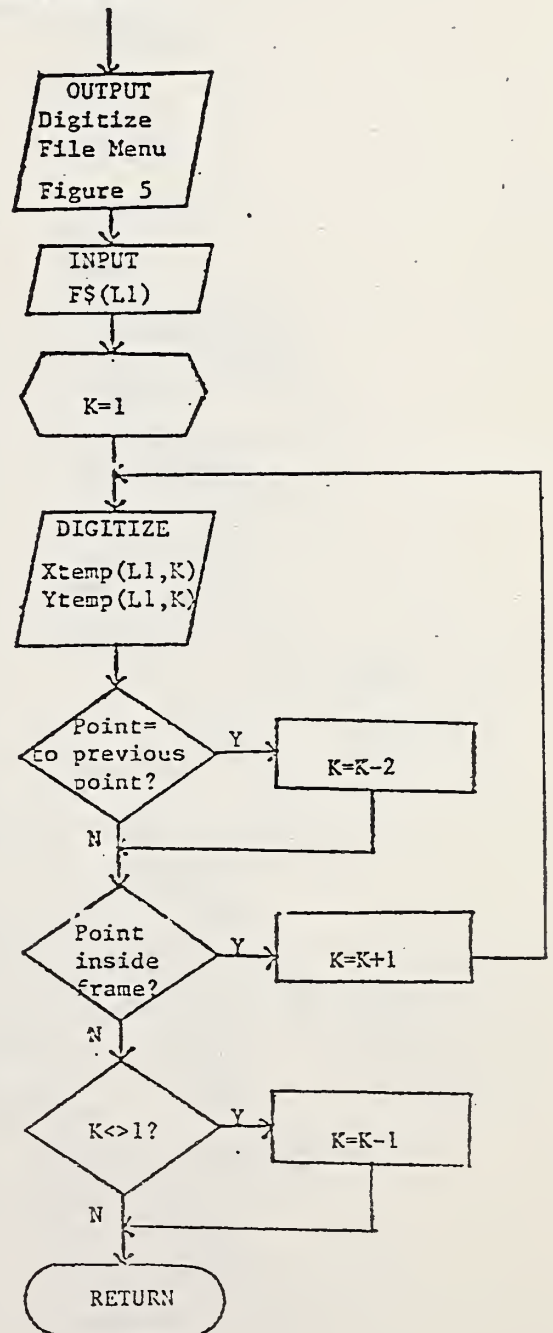 OUTPUT
Digitize
File Menu
Figure 5
INPUT
F$(L1)
K=1
DIGITIZE
Xtemp(L1,K)
Ytemp(L1,K)
Point=
to previous
point?
Y
K=K-2
N
Point
inside
frame?
Y
K=K+1
N
K<>1?
Y
K=K-1
N
RETURN